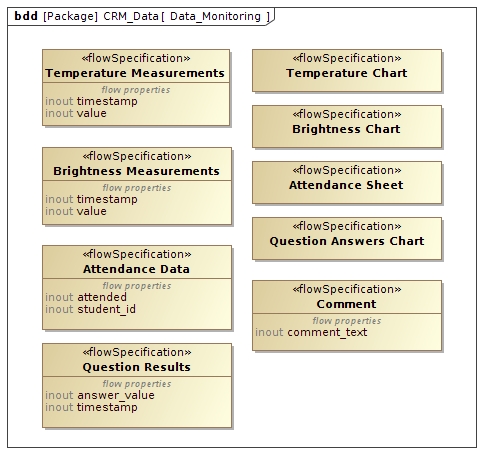 bdd [Package] CRM_Data[ Data_Monitoring ]
«flowSpecification»
Temperature Measurements
flow properties
inout timestamp
inout value
«flowSpecification»
Brightness Measurements
flow properties
inout timestamp
inout value
«flowSpecification»
Attendance Data
flow properties
inout attended
inout student_id
«flowSpecification»
Question Results
flow properties
inout answer_value
inout timestamp
«flowSpecification»
Temperature Chart
«flowSpecification»
Brightness Chart
«flowSpecification»
Attendance Sheet
«flowSpecification»
Question Answers Chart
«flowSpecification»
Comment
flow properties
inout comment_text